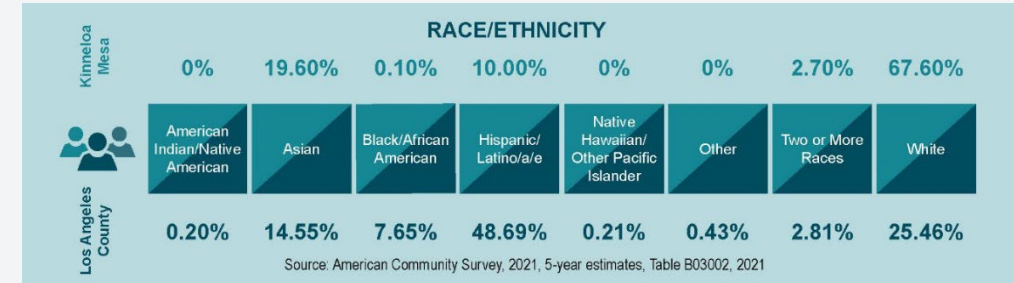 RACE/ETHNICITY
Kinneloa
Mesa
0% 19.60% 0.10% 10.00% 0% 0% 2.70% 67.60%
American
Indian/Native
American
Asian
Black/African
American
Hispanic/
Latino/a/e
Native
Hawaiian/
Other Pacific
Islander
Other
Two or More
Races
White
Los Angeles
County
0.20% 14.55% 7.65% 48.69% 0.21% 0.43% 2.81% 25.46%
Source: American Community Survey, 2021, 5-year estimates, Table B03002, 2021